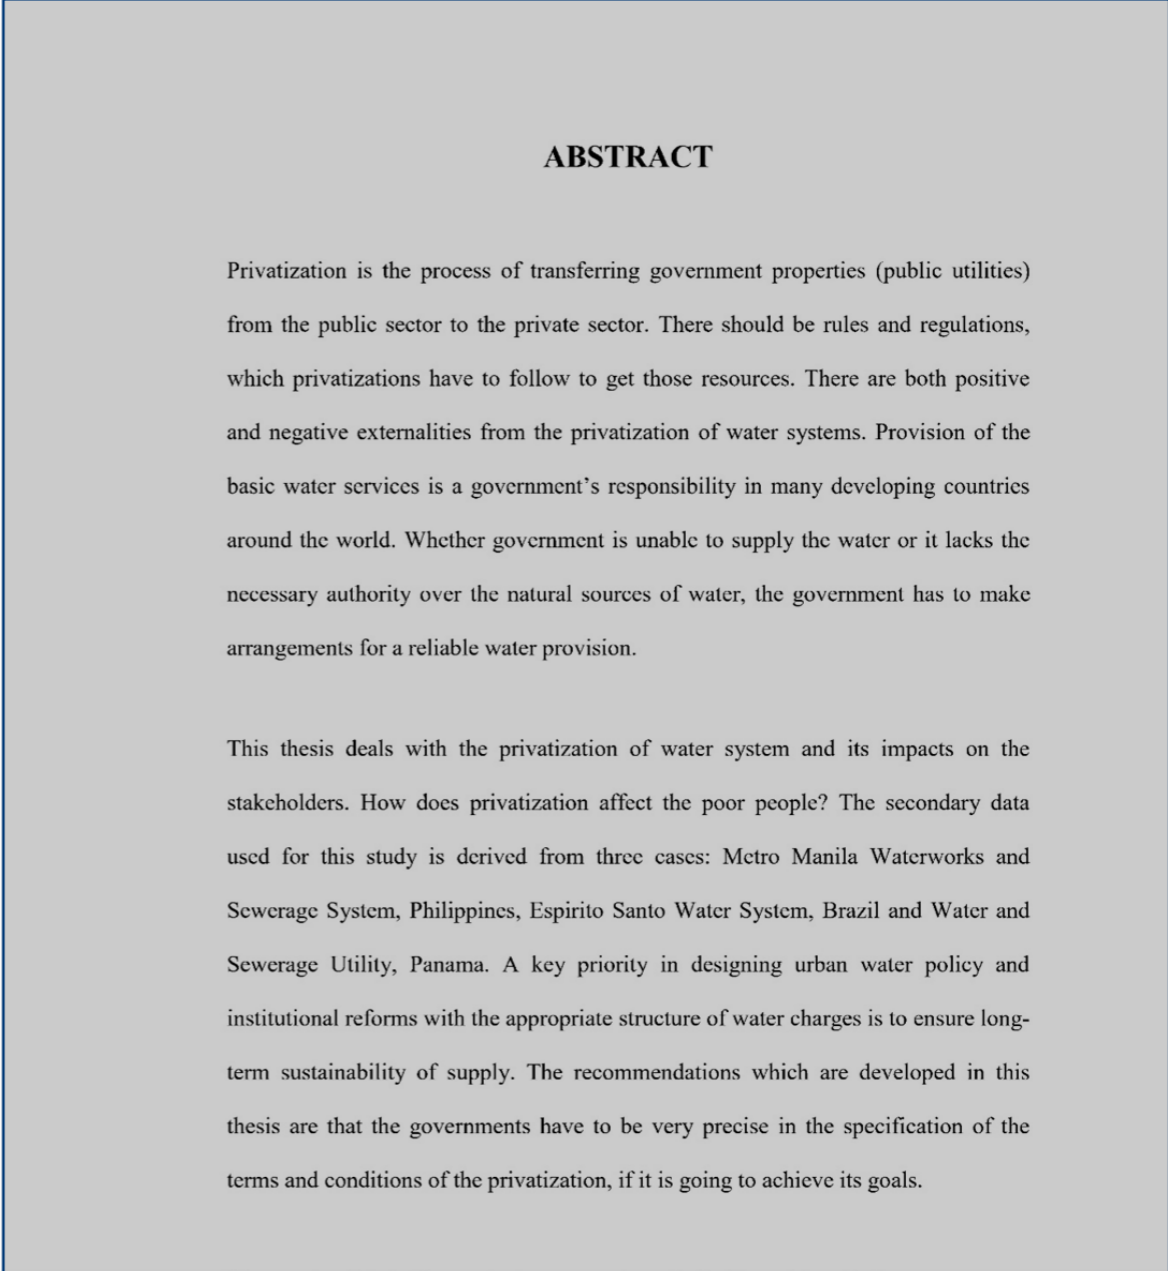 ABSTRACT
Privatization is the process of transferring government properties (public utilities)
from the public sector to the private sector. There should be rules and regulations,
which privatizations have to follow to get those resources. There are both positive
and negative externalities from the privatization of water systems. Provision of the
basic water services is a government’s responsibility in many developing countries
around the world. Whether government is unable to supply the water or it lacks the
necessary authority over the natural sources of water, the government has to make
arrangements for a reliable water provision.
This thesis deals with the privatization of water system and its impacts on the
stakeholders. How does privatization affect the poor people? The secondary data
used for this study is derived from three cases: Metro Manila Waterworks and
Sewerage System, Philippines, Espirito Santo Water System, Brazil and Water and
Sewerage Utility, Panama. A key priority in designing urban water policy and
institutional reforms with the appropriate structure of water charges is to ensure long-
term sustainability of supply. The recommendations which are developed in this
thesis are that the governments have to be very precise in the specification of the
terms and conditions of the privatization, if it is going to achieve its goals.